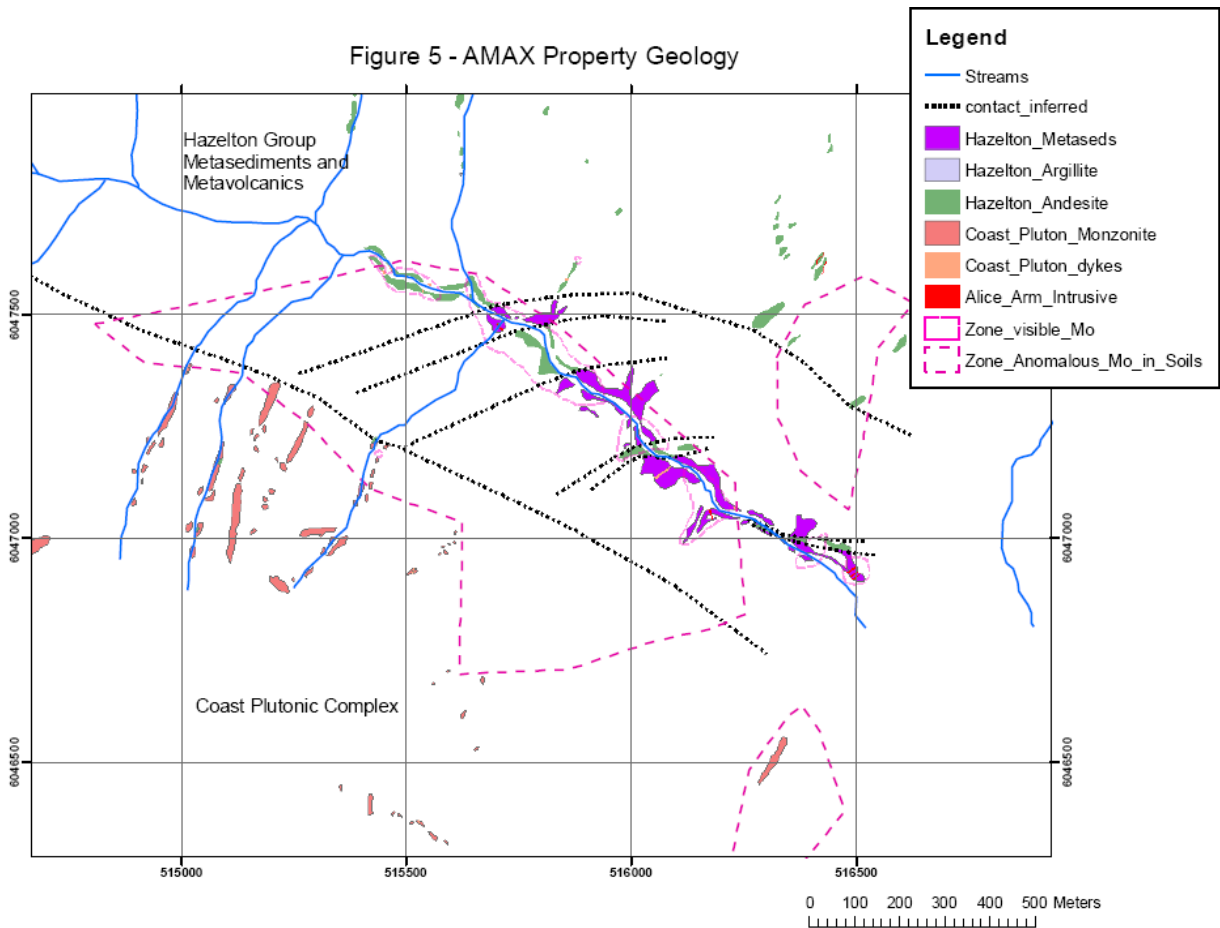 Figure 5 - AMAX Property Geology
Legend
Streams
contact_inferred
Hazelton_Metaseds
Hazelton_Argillite
Hazelton_Andesite
Coast_Pluton_Monzonite
Coast_Pluton_dykes
Alice_Arm_Intrusive
Zone_visible_Mo
Zone_Anomalous_Mo_in_Soils
Hazelton Group
Metasediments and
Metavolcanics
Coast Plutonic Complex
6047500
6047000
6046500
6047000
6046500
515000
515500
516000
516500
0 100 200 300 400 500 Meters